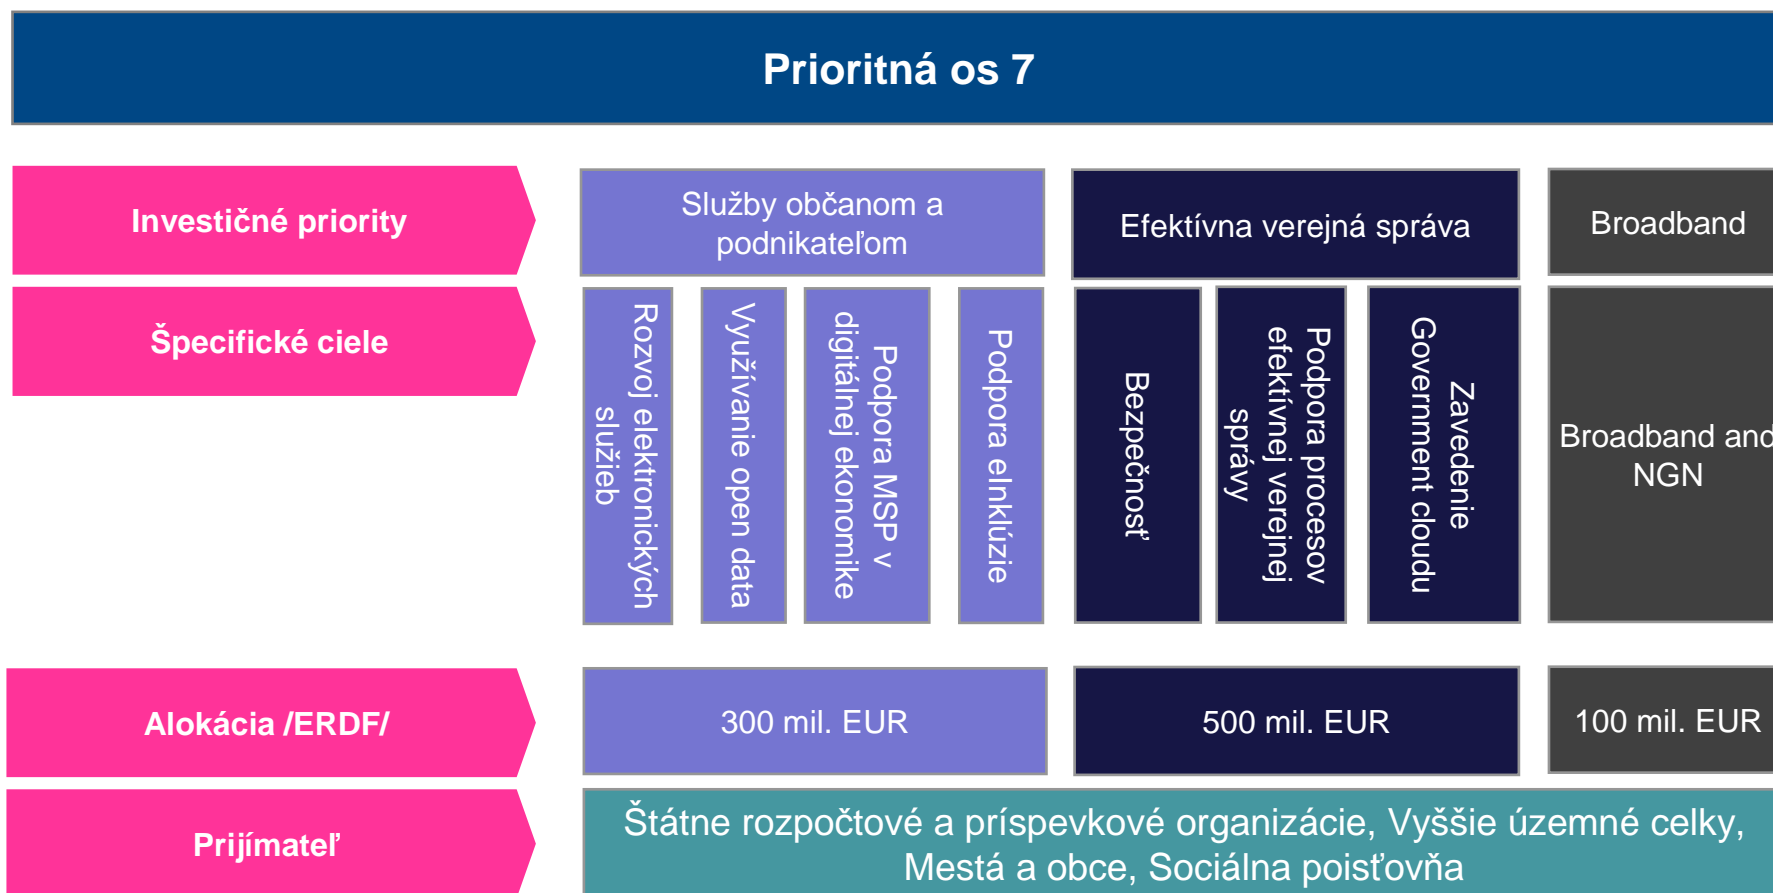 Prioritná os 7
Investičné priority
Služby občanom a
podnikateľom
Efektívna verejná správa
Broadband
Špecifické ciele
Rozvoj elektronických
služieb
Využívanie open data
Podpora MSP v
digitálnej ekonomike
Podpora eInklúzie
Bezpečnosť
Podpora procesov
efektívnej verejnej
správy
Zavedenie
Government cloudu
Broadband and
NGN
Alokácia /ERDF/
300 mil. EUR
500 mil. EUR
100 mil. EUR
Prijímateľ
Štátne rozpočtové a príspevkové organizácie, Vyššie územné celky,
Mestá a obce, Sociálna poisťovňa